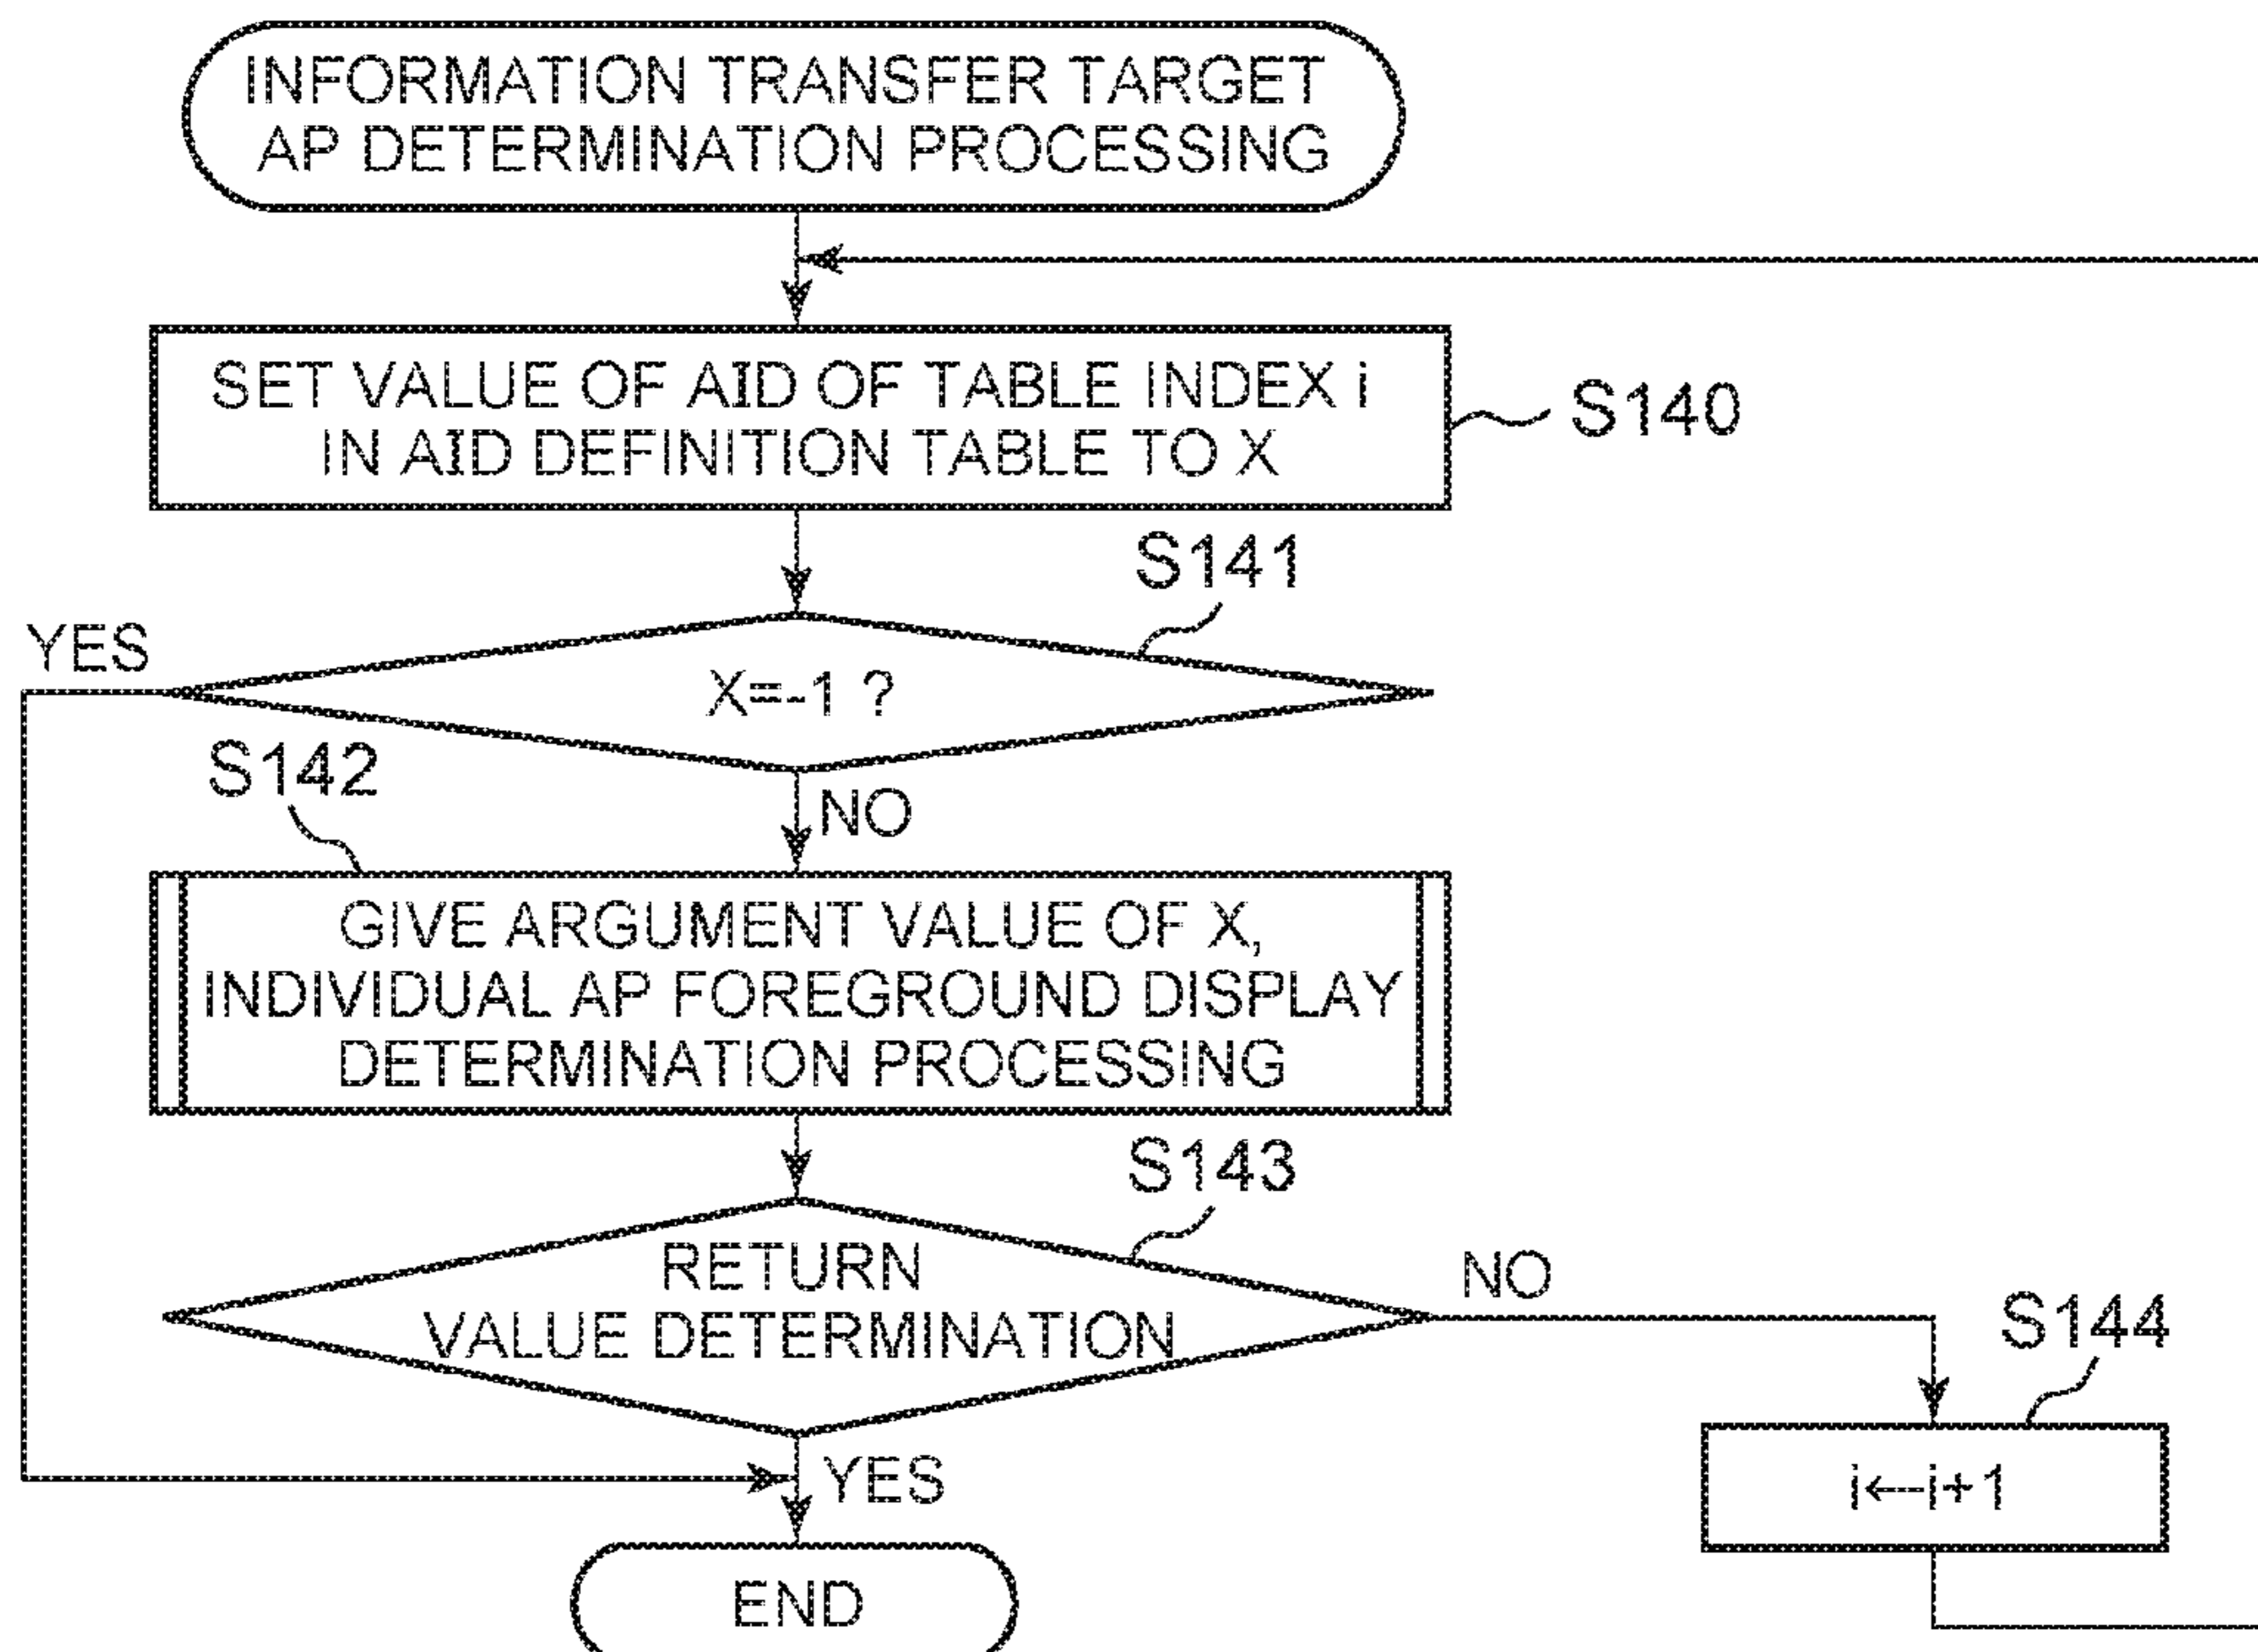 INFORMATION TRANSFER TARGET
AP DETERMINATION PROCESSING
SET VALUE OF AID OF TABLE INDEX i
IN AID DEFINITION TABLE TO X
S140
S141
YES
X=-1 ?
S142
NO
GIVE ARGUMENT VALUE OF X,
INDIVIDUAL AP FOREGROUND DISPLAY
DETERMINATION PROCESSING
S143
RETURN
VALUE DETERMINATION
NO
S144
YES
i←i+1
END